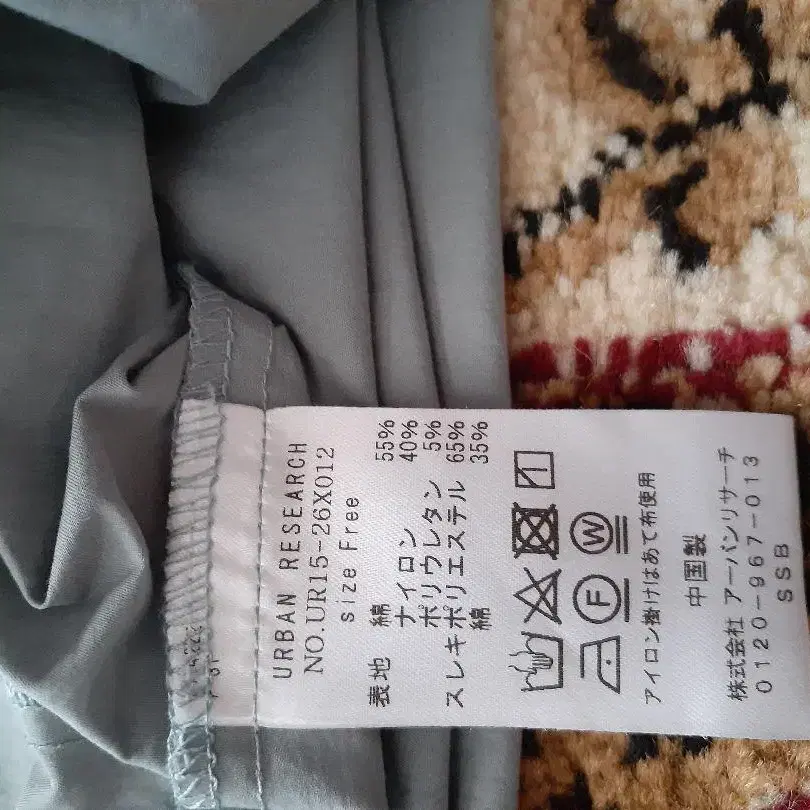 URBAN RESEARCH
NO.UR15-26X012
size Free
表地 綿 55%
ナイロン 40%
ポリウレタン 5%
スレキ ポリエステル 65%
綿 35%
F W
アイロン掛けはあて布使用
中国製
株式会社 アーバンリサーチ
0120-967-013
SSB